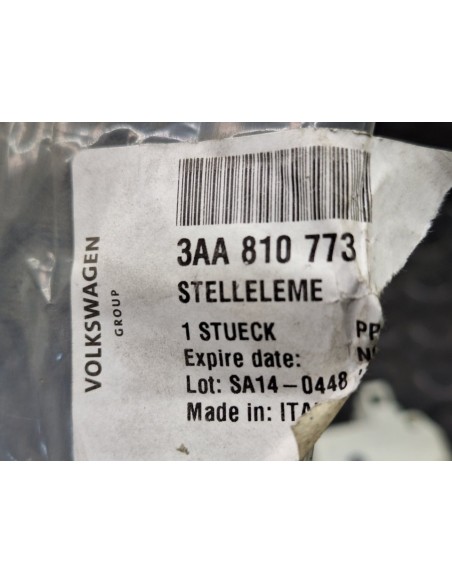 VOLKSWAGEN
GROUP
3AA 810 773
STELLELEME
1 STUECK
Expire date:
Lot: SA14-0448
Made in: ITA